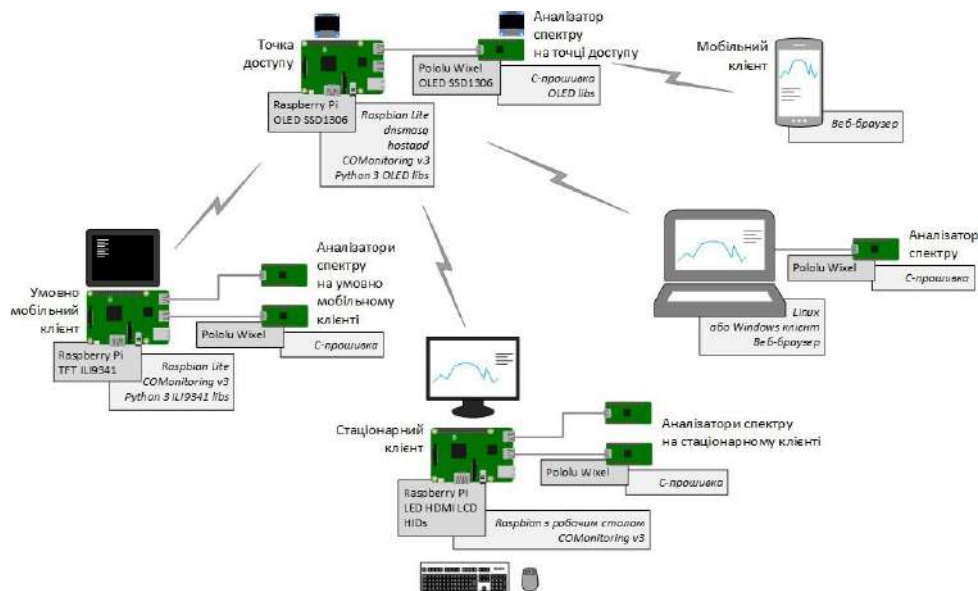 Точка
доступу
Raspberry Pi
OLED SSD1306
Raspbian Lite
dnsmasq
hostapd
COMonitoring v3
Python 3 OLED libs
Аналізатор
спектру
на точці доступу
Pololu Wixel
OLED SSD1306
C-прошивка
OLED libs
Мобільний
клієнт
Веб-браузер
Умовно
мобільний
клієнт
Raspberry Pi
TFT ILI9341
Raspbian Lite
COMonitoring v3
Python 3 ILI9341 libs
Аналізатори
спектру
на умовно
мобільному
клієнті
Pololu Wixel
C-прошивка
Аналізатор
спектру
Pololu Wixel
C-прошивка
Linux
або Windows клієнт
Веб-браузер
Стаціонарний
клієнт
Raspberry Pi
LED HDMI LCD
HIDs
Raspbian з робочим столом
COMonitoring v3
Аналізатори спектру
на стаціонарному клієнті
Pololu Wixel
C-прошивка